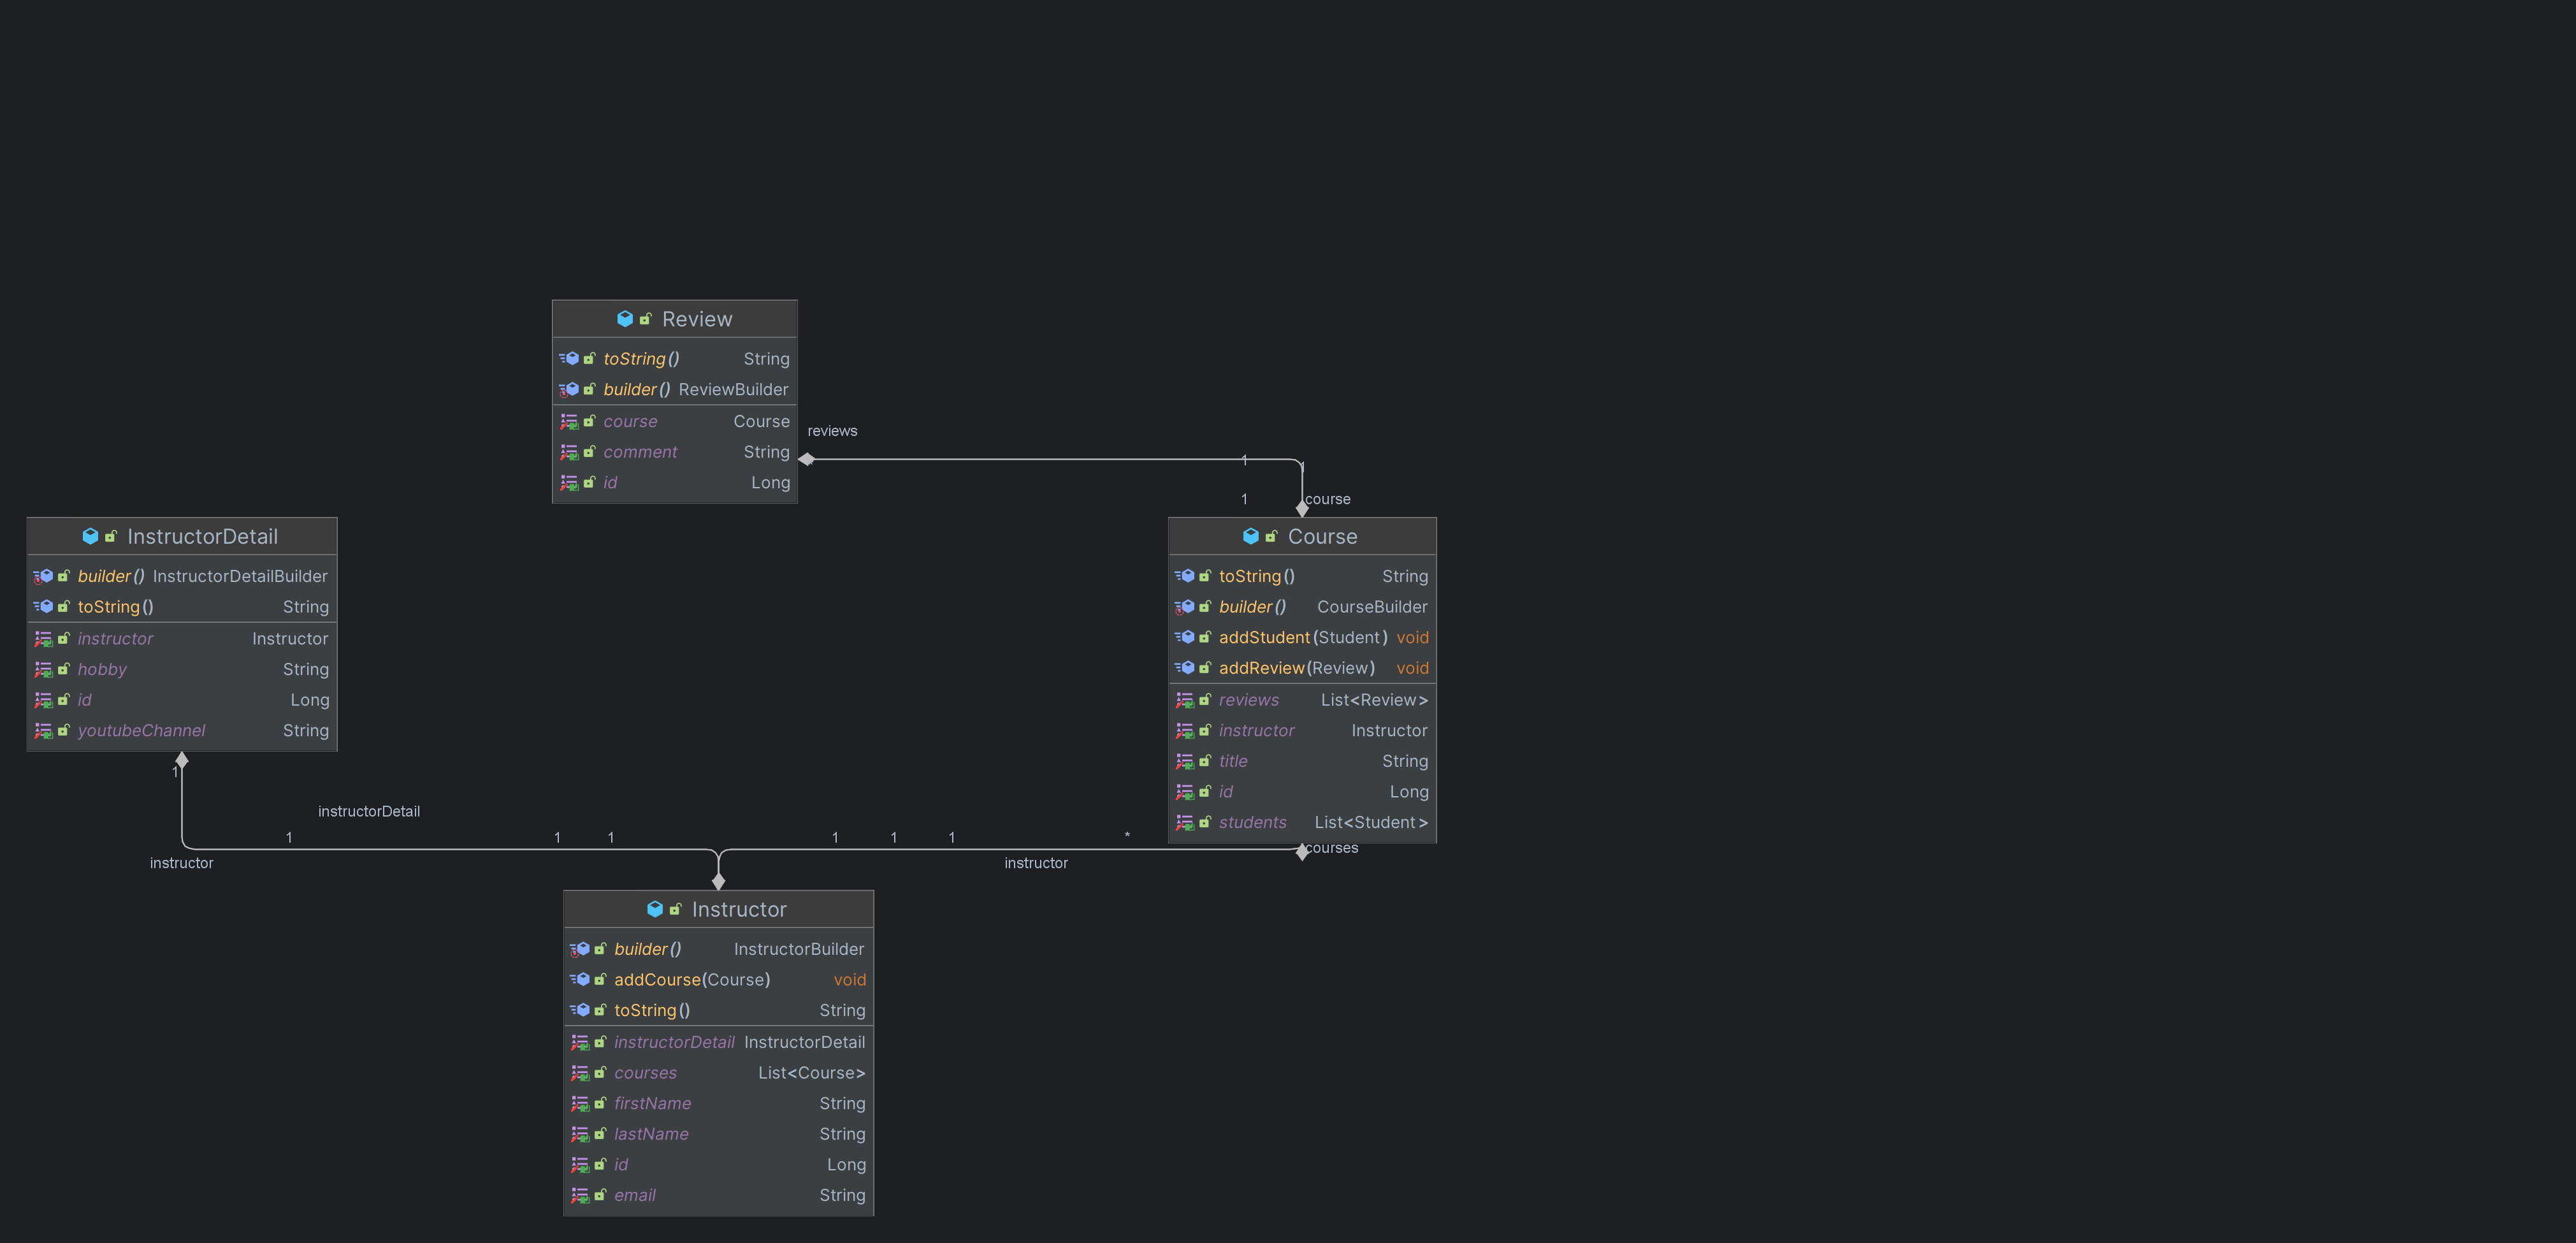 Review
toString() String
builder() ReviewBuilder
course Course
comment String
id Long
reviews
1
1
1
course
InstructorDetail
builder() InstructorDetailBuilder
toString() String
instructor Instructor
hobby String
id Long
youtubeChannel String
Course
toString() String
builder() CourseBuilder
addStudent(Student) void
addReview(Review) void
reviews List<Review>
instructor Instructor
title String
id Long
students List<Student>
1
instructorDetail
1 1 1 1 1 1 *
courses
instructor instructor
Instructor
builder() InstructorBuilder
addCourse(Course) void
toString() String
instructorDetail InstructorDetail
courses List<Course>
firstName String
lastName String
id Long
email String